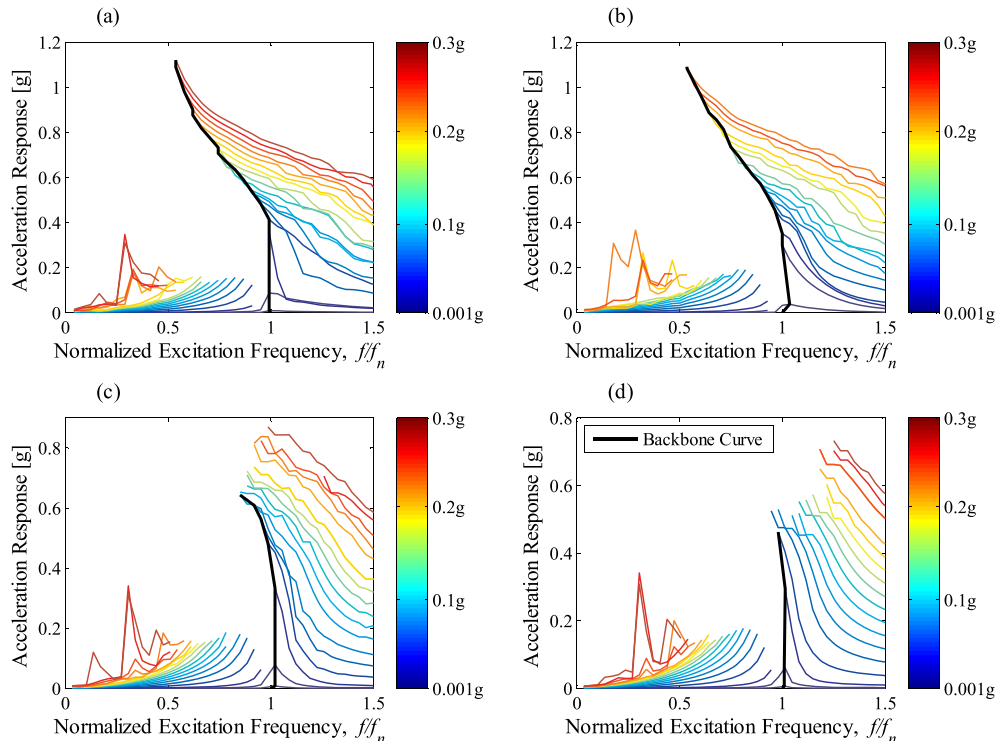 (a)
1.2
1
0.8
0.6
0.4
0.2
0
0 0.5 1 1.5
Acceleration Response [g]
Normalized Excitation Frequency, f/fn
0.3g
0.2g
0.1g
0.001g
(b)
1.2
1
0.8
0.6
0.4
0.2
0
0 0.5 1 1.5
Acceleration Response [g]
Normalized Excitation Frequency, f/fn
0.3g
0.2g
0.1g
0.001g
(c)
0.8
0.6
0.4
0.2
0
0 0.5 1 1.5
Acceleration Response [g]
Normalized Excitation Frequency, f/fn
0.3g
0.2g
0.1g
0.001g
(d)
0.8
0.6
0.4
0.2
0
0 0.5 1 1.5
Acceleration Response [g]
Normalized Excitation Frequency, f/fn
Backbone Curve
0.3g
0.2g
0.1g
0.001g